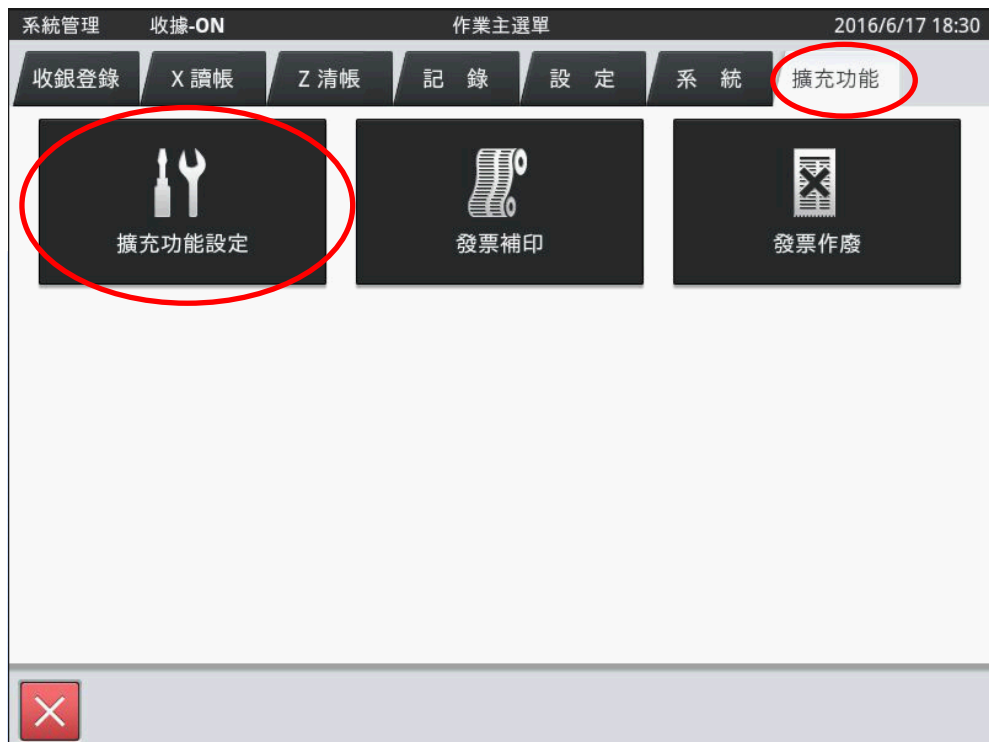 系統管理 收據-ON 作業主選單 2016/6/17 18:30
收銀登錄 X 讀帳 Z 清帳 記 錄 設 定 系 統 擴充功能
擴充功能設定 發票補印 發票作廢